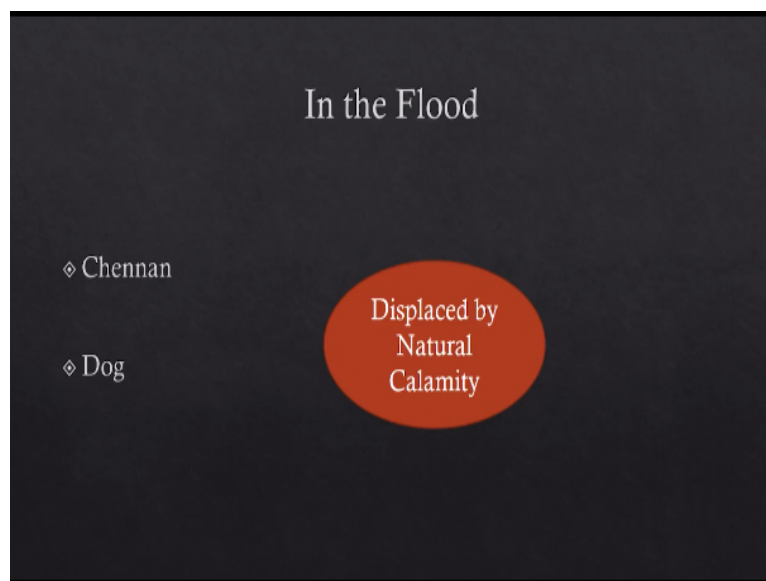 In the Flood
Chennan
Dog
Displaced by
Natural
Calamity